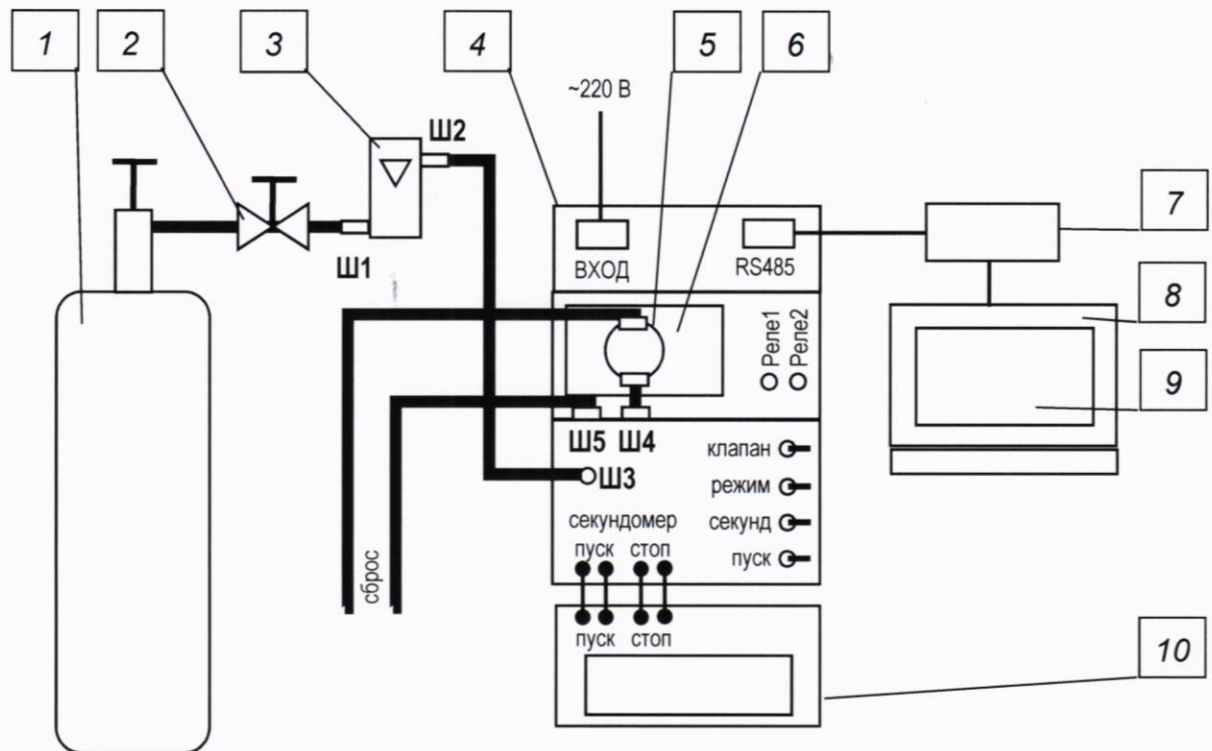 1 2 3 4 5 6
~220 В
Ш2
7
ВХОД RS485
Ш1
8
Реле1
Реле2
9
Ш5 Ш4
клапан
Ш3
режим
секундомер
секунд
пуск стоп
пуск
сброс
пуск стоп
10